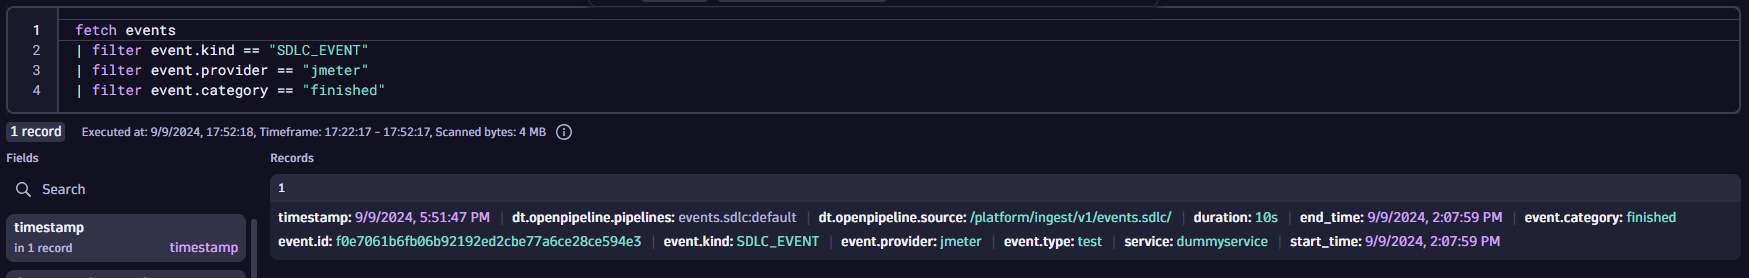 1 fetch events
2 | filter event.kind == "SDLC_EVENT"
3 | filter event.provider == "jmeter"
4 | filter event.category == "finished"
1 record Executed at: 9/9/2024, 17:52:18, Timeframe: 17:22:17 - 17:52:17, Scanned bytes: 4 MB
Fields
Search
timestamp
in 1 record timestamp
Records
1
timestamp: 9/9/2024, 5:51:47 PM | dt.openpipeline.pipelines: events.sdlc:default | dt.openpipeline.source: /platform/ingest/v1/events.sdlc/ | duration: 10s | end_time: 9/9/2024, 2:07:59 PM | event.category: finished
event.id: f0e7061b6fb06b92192ed2cbe77a6ce28ce594e3 | event.kind: SDLC_EVENT | event.provider: jmeter | event.type: test | service: dummyservice | start_time: 9/9/2024, 2:07:59 PM